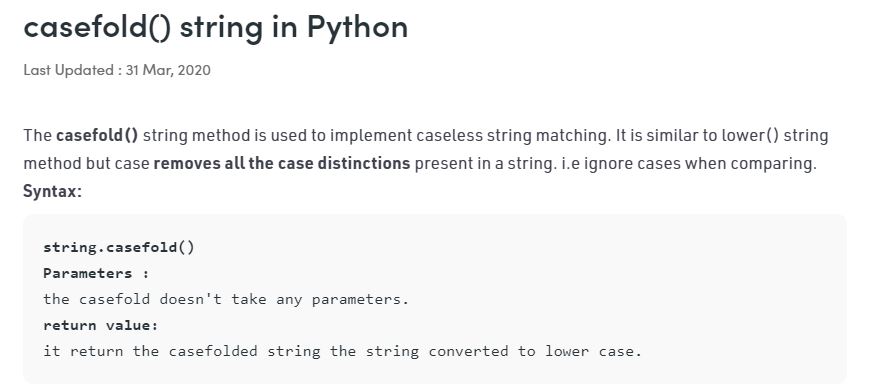 casefold() string in Python
Last Updated : 31 Mar, 2020
The casefold() string method is used to implement caseless string matching. It is similar to lower() string
method but case removes all the case distinctions present in a string. i.e ignore cases when comparing.
Syntax:
string.casefold()
Parameters :
the casefold doesn't take any parameters.
return value:
it return the casefolded string the string converted to lower case.